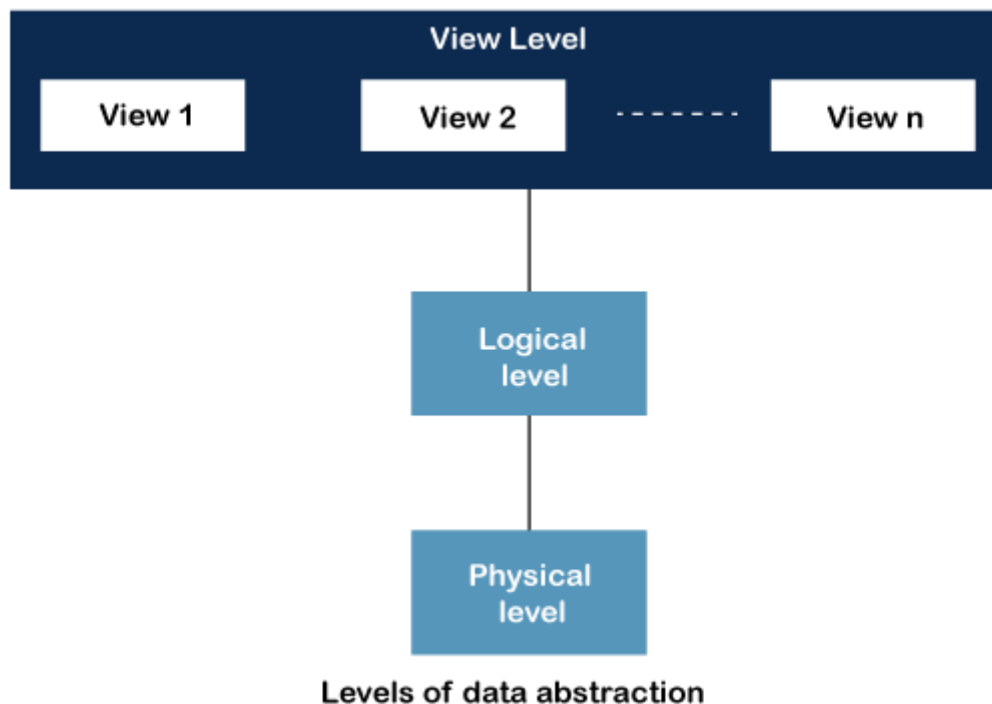 View Level
View 1
View 2
View n
Logical
level
Physical
level
Levels of data abstraction